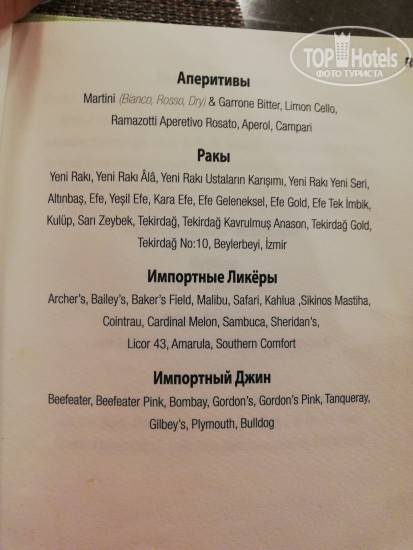 TOP Hotels
ФОТО ТУРИСТА
Аперитивы
Martini (Bianco, Rosso, Dry) & Garrone Bitter, Limon Cello,
Ramazotti Aperetivo Rosato, Aperol, Campari
Ракы
Yeni Rakı, Yeni Rakı Âlâ, Yeni Rakı Ustaların Karışımı, Yeni Rakı Yeni Seri,
Altınbaş, Efe, Yeşil Efe, Kara Efe, Efe Geleneksel, Efe Gold, Efe Tek İmbik,
Kulüp, Sarı Zeybek, Tekirdağ, Tekirdağ Kavrulmuş Anason, Tekirdağ Gold,
Tekirdağ No:10, Beylerbeyi, İzmir
Импортные Ликёры
Archer's, Bailey's, Baker's Field, Malibu, Safari, Kahlua ,Sikinos Mastiha,
Cointrau, Cardinal Melon, Sambuca, Sheridan's,
Licor 43, Amarula, Southern Comfort
Импортный Джин
Beefeater, Beefeater Pink, Bombay, Gordon's, Gordon's Pink, Tanqueray,
Gilbey's, Plymouth, Bulldog